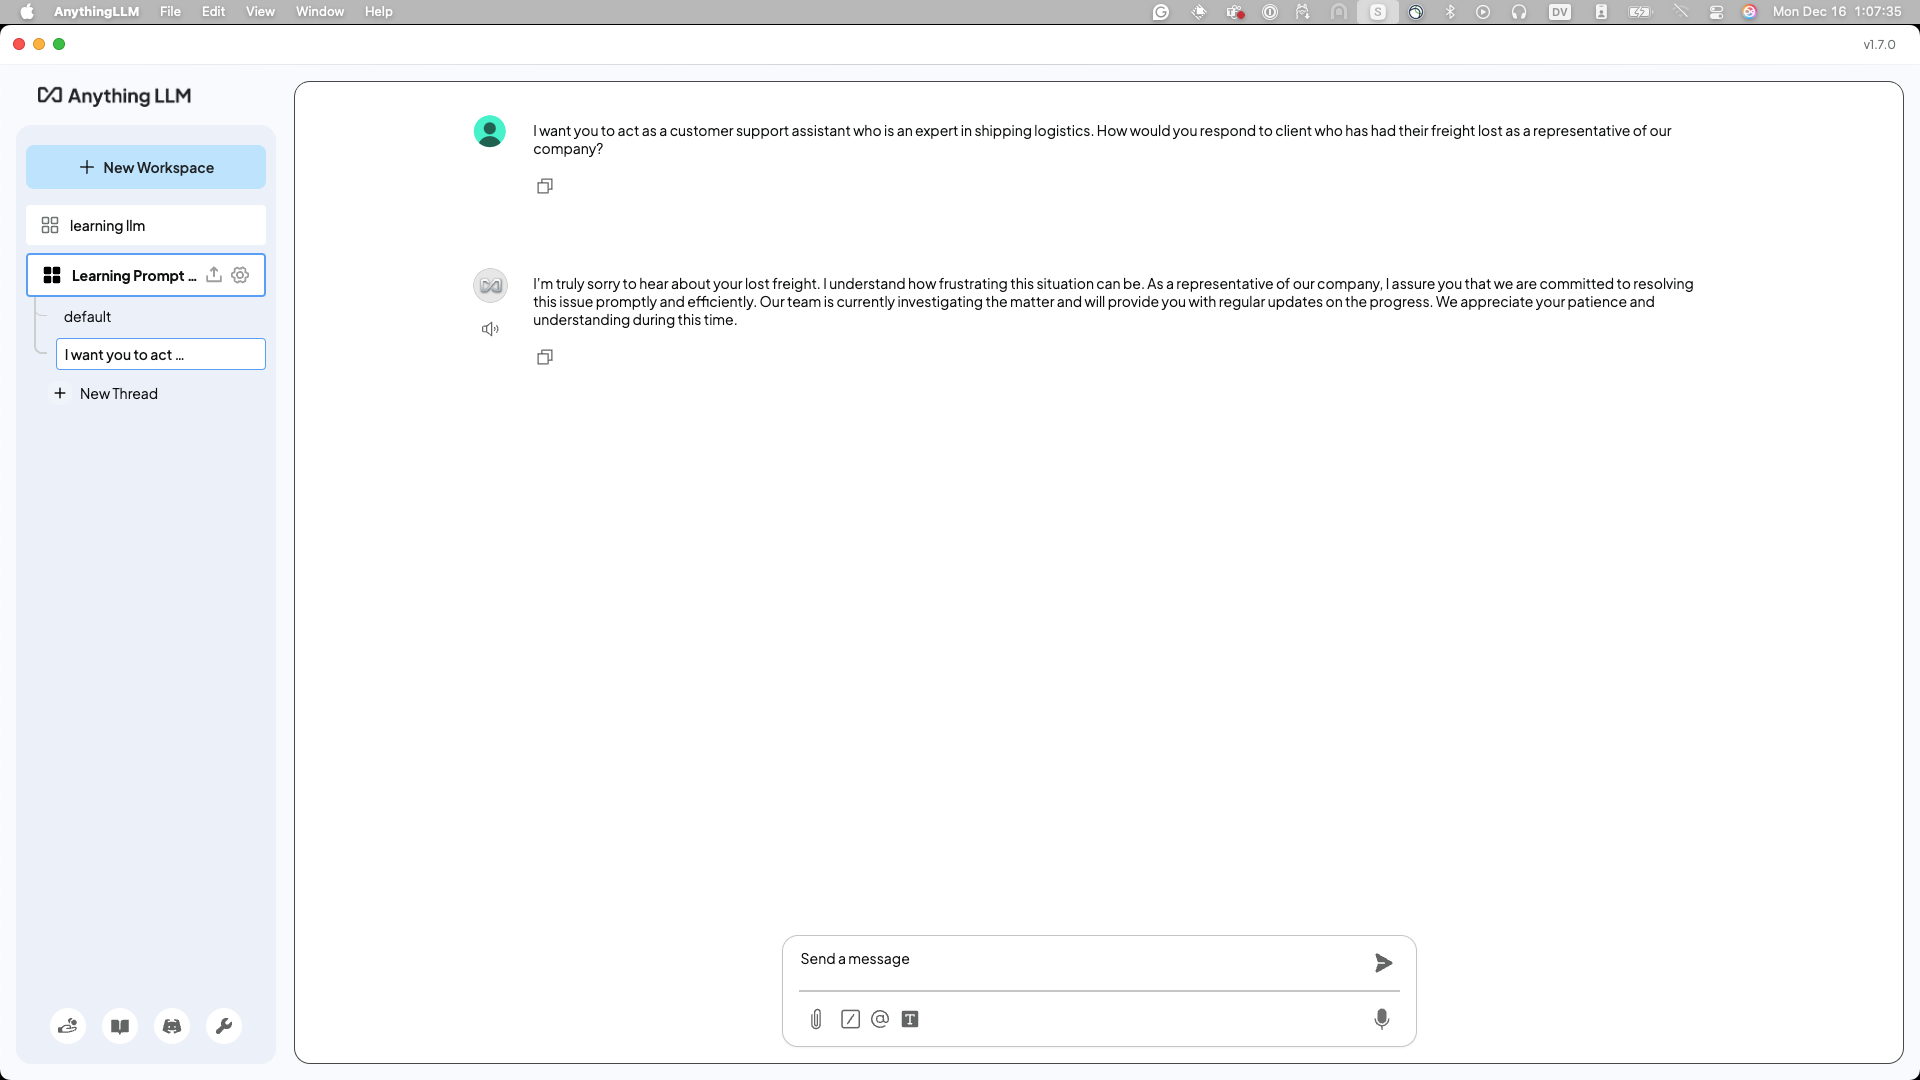 AnythingLLM File Edit View Window Help DV Mon Dec 16 1:07:35
v1.7.0
Anything LLM
New Workspace
learning llm
Learning Prompt ...
default
I want you to act ...
New Thread
I want you to act as a customer support assistant who is an expert in shipping logistics. How would you respond to client who has had their freight lost as a representative of our
company?
I'm truly sorry to hear about your lost freight. I understand how frustrating this situation can be. As a representative of our company, I assure you that we are committed to resolving
this issue promptly and efficiently. Our team is currently investigating the matter and will provide you with regular updates on the progress. We appreciate your patience and
understanding during this time.
Send a message